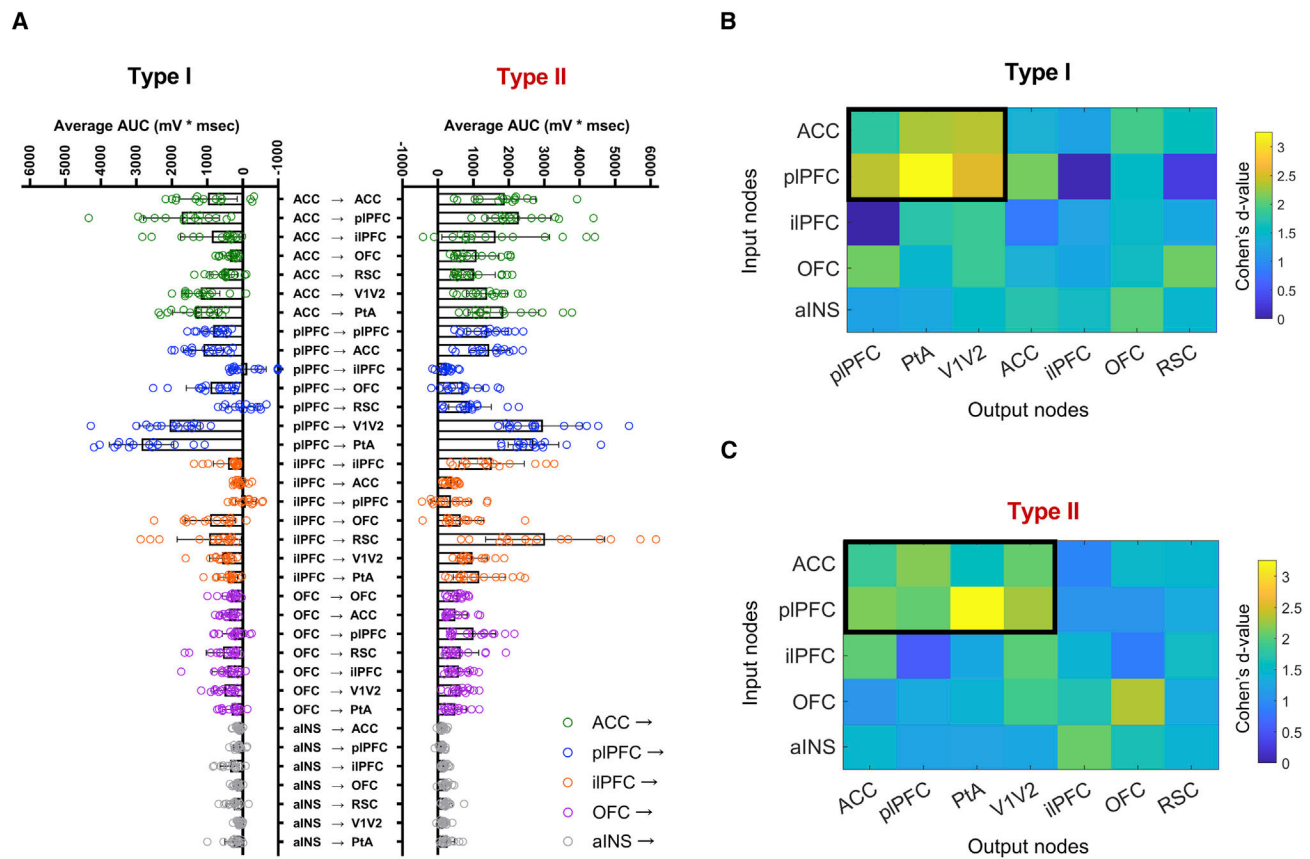 A
Type I
Type II
Average AUC (mV * msec)
Average AUC (mV * msec)
6000
5000
4000
3000
2000
1000
0
-1000
-1000
0
1000
2000
3000
4000
5000
6000
ACC → ACC
ACC → plPFC
ACC → ilPFC
ACC → OFC
ACC → RSC
ACC → V1V2
ACC → PtA
plPFC → plPFC
plPFC → ACC
plPFC → ilPFC
plPFC → OFC
plPFC → RSC
plPFC → V1V2
plPFC → PtA
ilPFC → ilPFC
ilPFC → ACC
ilPFC → plPFC
ilPFC → OFC
ilPFC → RSC
ilPFC → V1V2
ilPFC → PtA
OFC → OFC
OFC → ACC
OFC → plPFC
OFC → RSC
OFC → ilPFC
OFC → V1V2
OFC → PtA
aINS → ACC
aINS → plPFC
aINS → ilPFC
aINS → OFC
aINS → RSC
aINS → V1V2
aINS → PtA
ACC →
plPFC →
ilPFC →
OFC →
aINS →
B
Type I
Input nodes
ACC
plPFC
ilPFC
OFC
aINS
plPFC
PtA
V1V2
ACC
ilPFC
OFC
RSC
Output nodes
3
2.5
2
1.5
1
0.5
0
Cohen's d-value
C
Type II
Input nodes
ACC
plPFC
ilPFC
OFC
aINS
ACC
plPFC
PtA
V1V2
ilPFC
OFC
RSC
Output nodes
3
2.5
2
1.5
1
0.5
0
Cohen's d-value